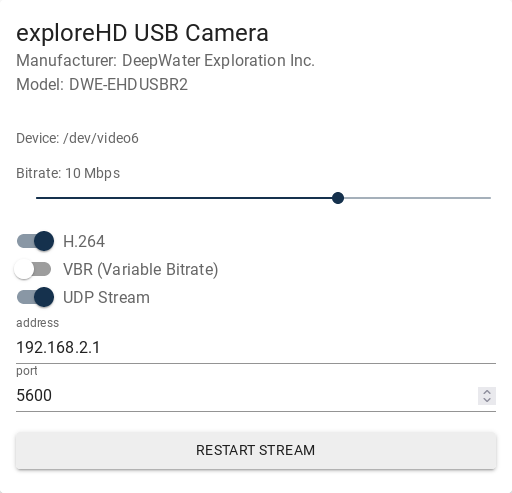 exploreHD USB Camera
Manufacturer: DeepWater Exploration Inc.
Model: DWE-EHDUSBR2
Device: /dev/video6
Bitrate: 10 Mbps
H.264
VBR (Variable Bitrate)
UDP Stream
address
192.168.2.1
port
5600
RESTART STREAM